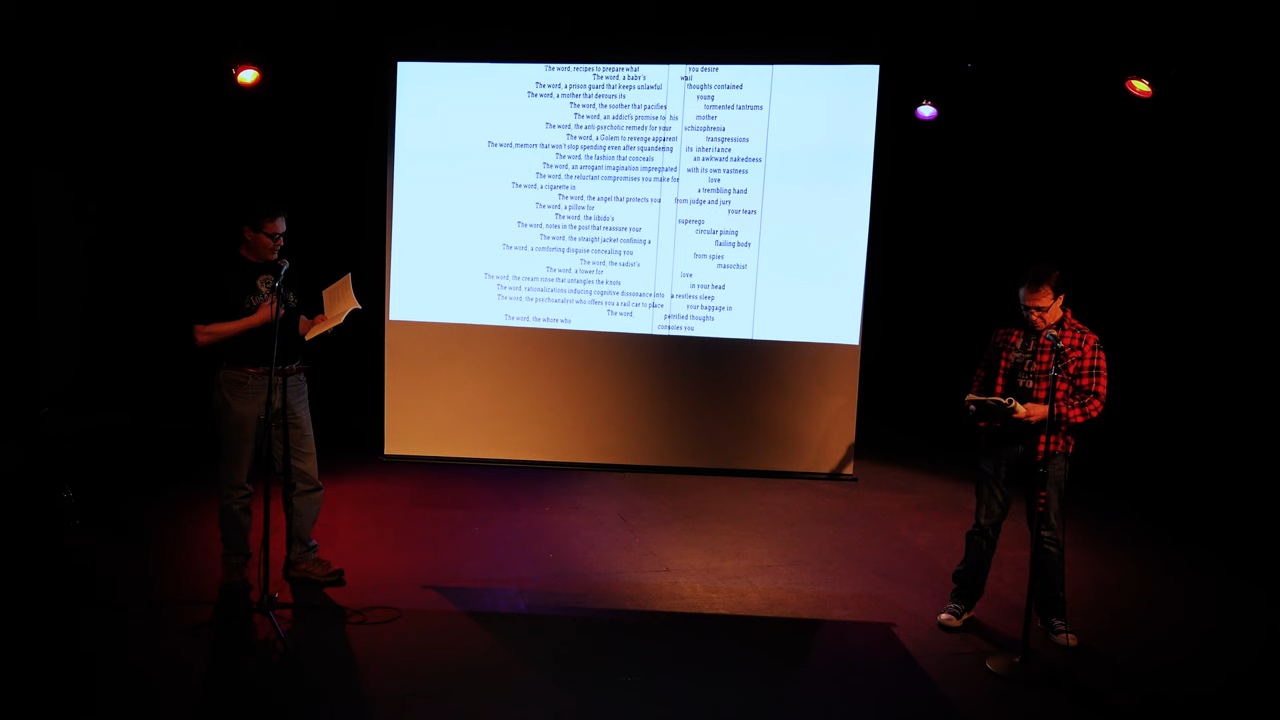 The word, recipes to prepare what you desire
The word, a baby's wail
The word, a prison guard that keeps unlawful thoughts contained
The word, a mother that devours its young
The word, the soother that pacifies tormented tantrums
The word, an addict's promise to his mother
The word, the anti-psychotic remedy for your schizophrenia
The word, a Golem to revenge apparent transgressions
The word, memory that won't stop spending even after squandering its inheritance
The word, the fashion that conceals an awkward nakedness
The word, an arrogant imagination impregnated with its own vastness
The word, the reluctant compromises you make for love
The word, a cigarette in a trembling hand
The word, the angel that protects you from judge and jury
The word, a pillow for your tears
The word, the libido's superego
The word, notes in the post that reassure your circular pining
The word, the straight jacket confining a flailing body
The word, a comforting disguise concealing you from spies
The word, the sadist's masochist
The word, a tower for love
The word, the cream rinse that untangles the knots in your head
The word, rationalizations inducing cognitive dissonance into a restless sleep
The word, the psychoanalyst who offers you a rail car to place your baggage in
The word, petrified thoughts
The word, the whore who consoles you